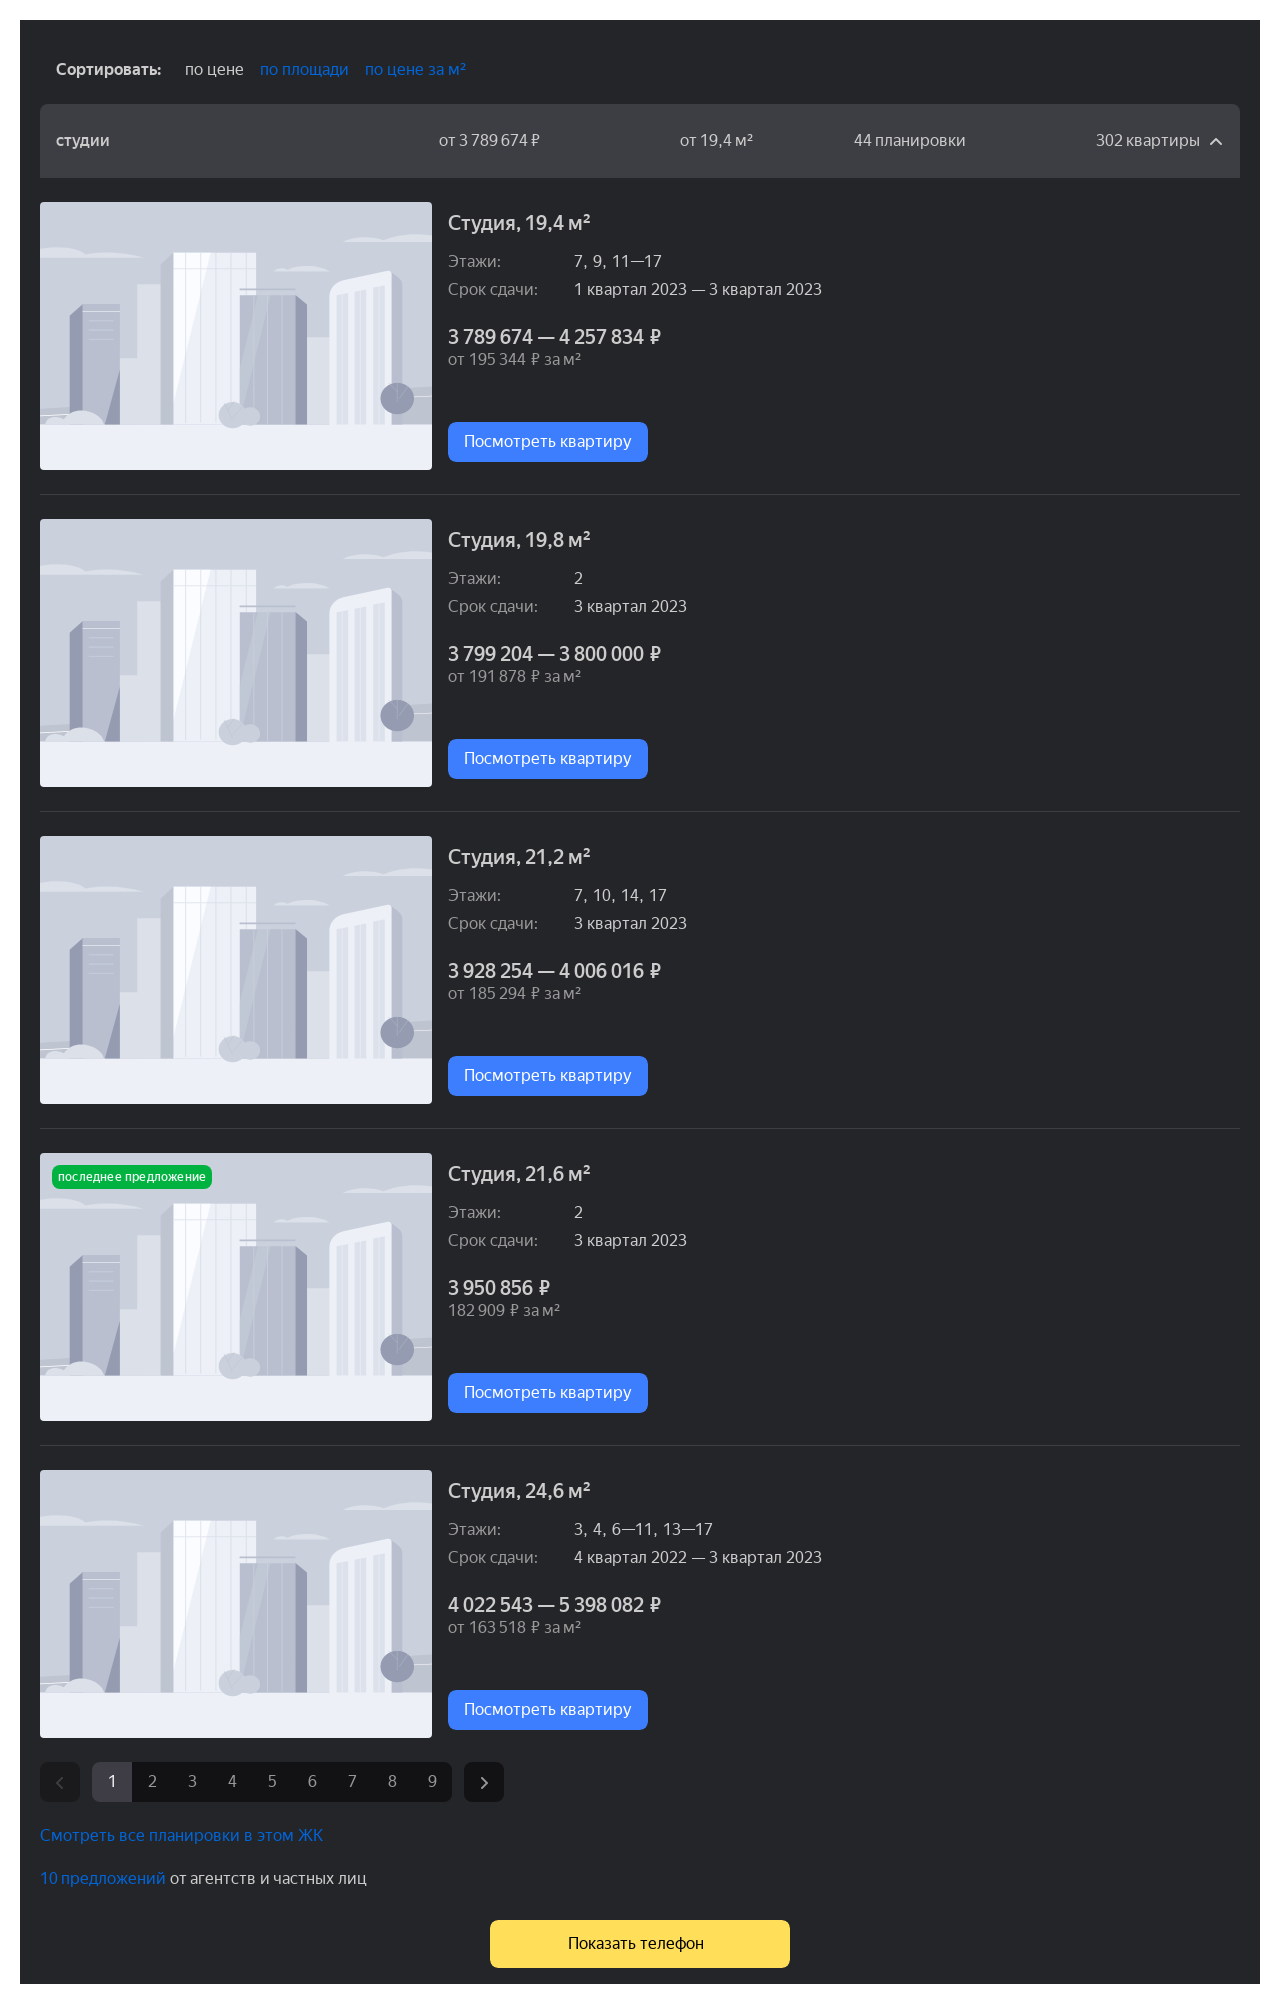 Сортировать: по цене по площади по цене за м²
студии от 3 789 674 ₽ от 19,4 м² 44 планировки 302 квартиры
Студия, 19,4 м²
Этажи: 7, 9, 11—17
Срок сдачи: 1 квартал 2023 — 3 квартал 2023
3 789 674 — 4 257 834 ₽
от 195 344 ₽ за м²
Посмотреть квартиру
Студия, 19,8 м²
Этажи: 2
Срок сдачи: 3 квартал 2023
3 799 204 — 3 800 000 ₽
от 191 878 ₽ за м²
Посмотреть квартиру
Студия, 21,2 м²
Этажи: 7, 10, 14, 17
Срок сдачи: 3 квартал 2023
3 928 254 — 4 006 016 ₽
от 185 294 ₽ за м²
Посмотреть квартиру
последнее предложение
Студия, 21,6 м²
Этажи: 2
Срок сдачи: 3 квартал 2023
3 950 856 ₽
182 909 ₽ за м²
Посмотреть квартиру
Студия, 24,6 м²
Этажи: 3, 4, 6—11, 13—17
Срок сдачи: 4 квартал 2022 — 3 квартал 2023
4 022 543 — 5 398 082 ₽
от 163 518 ₽ за м²
Посмотреть квартиру
1 2 3 4 5 6 7 8 9
Смотреть все планировки в этом ЖК
10 предложений от агентств и частных лиц
Показать телефон